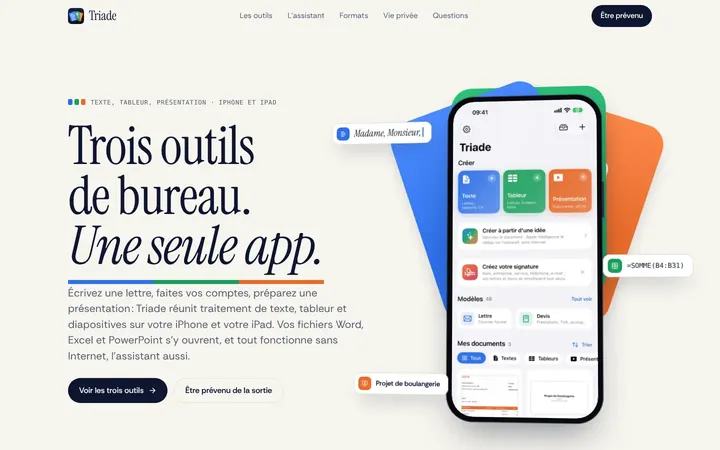 Triade
Les outils
L'assistant
Formats
Vie privée
Questions
Être prévenu
TEXTE, TABLEUR, PRÉSENTATION · IPHONE ET IPAD
Trois outils
de bureau.
Une seule app.
Écrivez une lettre, faites vos comptes, préparez une
présentation : Triade réunit traitement de texte, tableur et
diapositives sur votre iPhone et votre iPad. Vos fichiers Word,
Excel et PowerPoint s'y ouvrent, et tout fonctionne sans
Internet, l'assistant aussi.
Voir les trois outils →
Être prévenu de la sortie
Madame, Monsieur,
09:41
Triade
Créer
Texte
Tableur
Présentation
Créer à partir d'une idée
Créez votre signature
Modèles 48
Tout voir
Lettre
Devis
Mes documents 3
Trier
Tout
Textes
Tableurs
Présent
=SOMME(B4:B31)
Projet de boulangerie